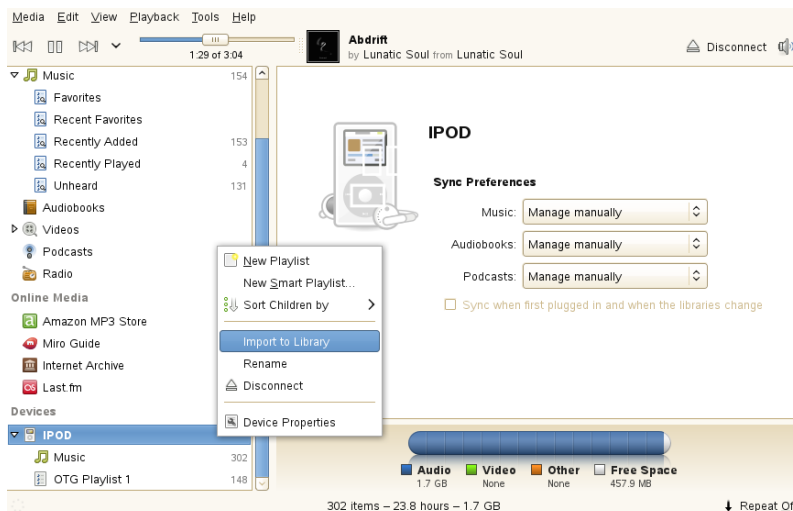 Media Edit View Playback Tools Help
1:29 of 3:04
Abdrift
by Lunatic Soul from Lunatic Soul
Disconnect
Music 154
Favorites
Recent Favorites
Recently Added 153
Recently Played 4
Unheard 131
Audiobooks
Videos
Podcasts
Radio
Online Media
Amazon MP3 Store
Miro Guide
Internet Archive
Last.fm
Devices
IPOD
Music 302
OTG Playlist 1 148
New Playlist
New Smart Playlist...
Sort Children by
Import to Library
Rename
Disconnect
Device Properties
IPOD
Sync Preferences
Music: Manage manually
Audiobooks: Manage manually
Podcasts: Manage manually
Sync when first plugged in and when the libraries change
Audio Video Other Free Space
1.7 GB None None 457.9 MB
302 items – 23.8 hours – 1.7 GB
Repeat Of